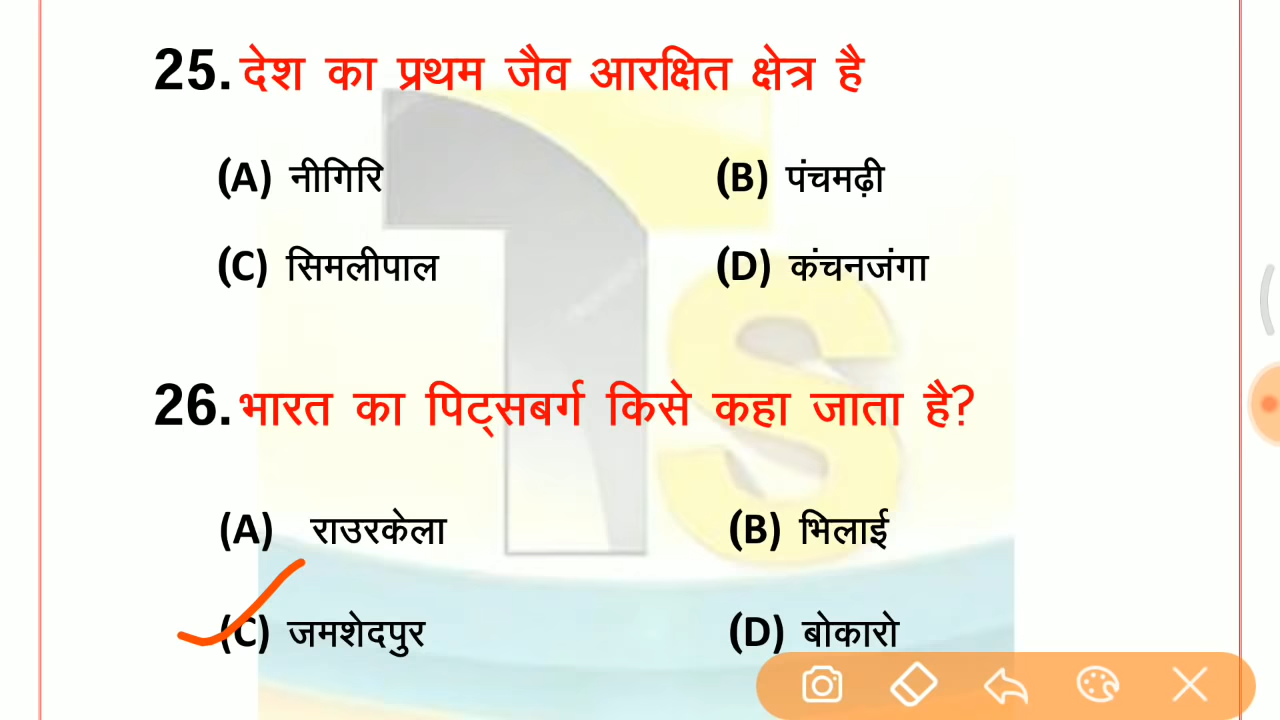 25. देश का प्रथम जैव आरक्षित क्षेत्र है
(A) नीगिरि (B) पंचमढ़ी
(C) सिमलीपाल (D) कंचनजंगा
26. भारत का पिट्सबर्ग किसे कहा जाता है?
(A) राउरकेला (B) भिलाई
(C) जमशेदपुर (D) बोकारो